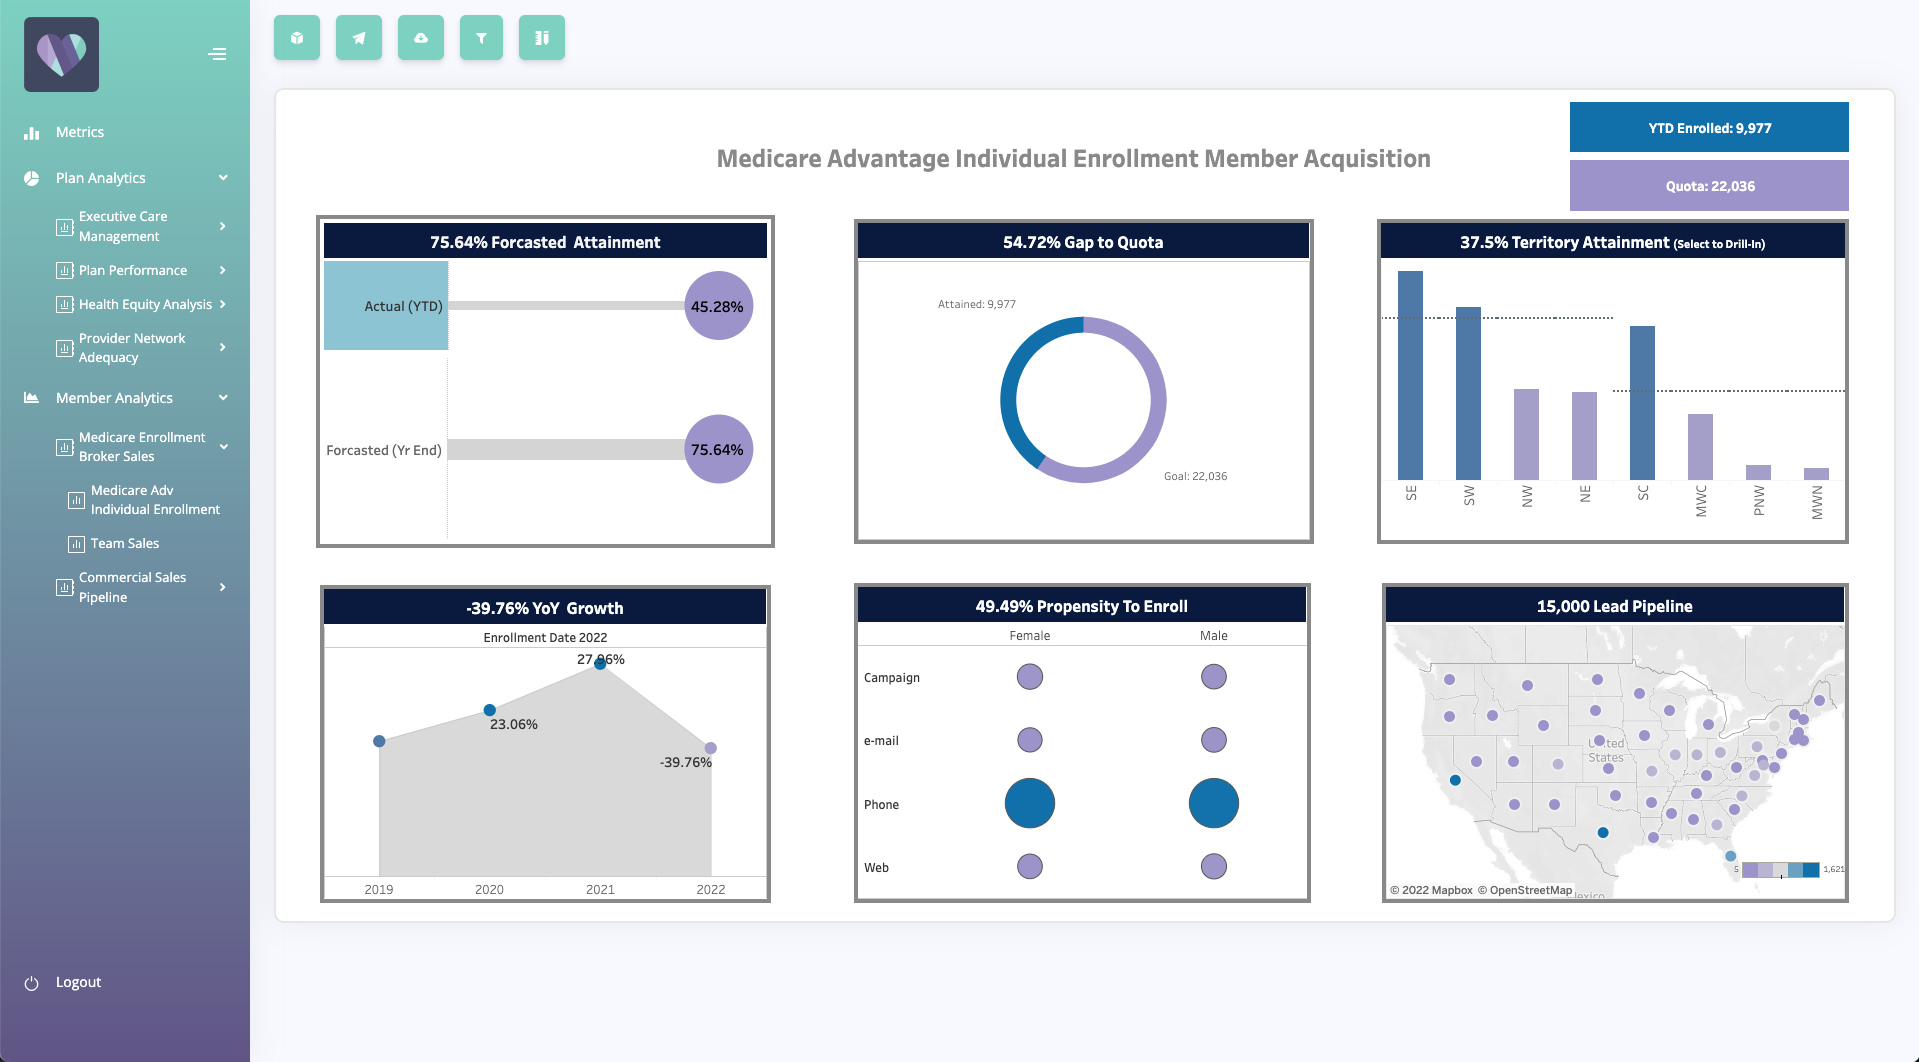 Metrics
Plan Analytics
Executive Care
Management
Plan Performance
Health Equity Analysis
Provider Network
Adequacy
Member Analytics
Medicare Enrollment
Broker Sales
Medicare Adv
Individual Enrollment
Team Sales
Commercial Sales
Pipeline
Logout
Medicare Advantage Individual Enrollment Member Acquisition
YTD Enrolled: 9,977
Quota: 22,036
75.64% Forcasted Attainment
Actual (YTD)
45.28%
Forcasted (Yr End)
75.64%
54.72% Gap to Quota
Attained: 9,977
Goal: 22,036
37.5% Territory Attainment (Select to Drill-In)
SE
SW
NW
NE
SC
MWC
PNW
MWN
-39.76% YoY Growth
Enrollment Date 2022
27.96%
23.06%
-39.76%
2019
2020
2021
2022
49.49% Propensity To Enroll
Female
Male
Campaign
e-mail
Phone
Web
15,000 Lead Pipeline
United
States
5
1,621
© 2022 Mapbox © OpenStreetMap
Mexico